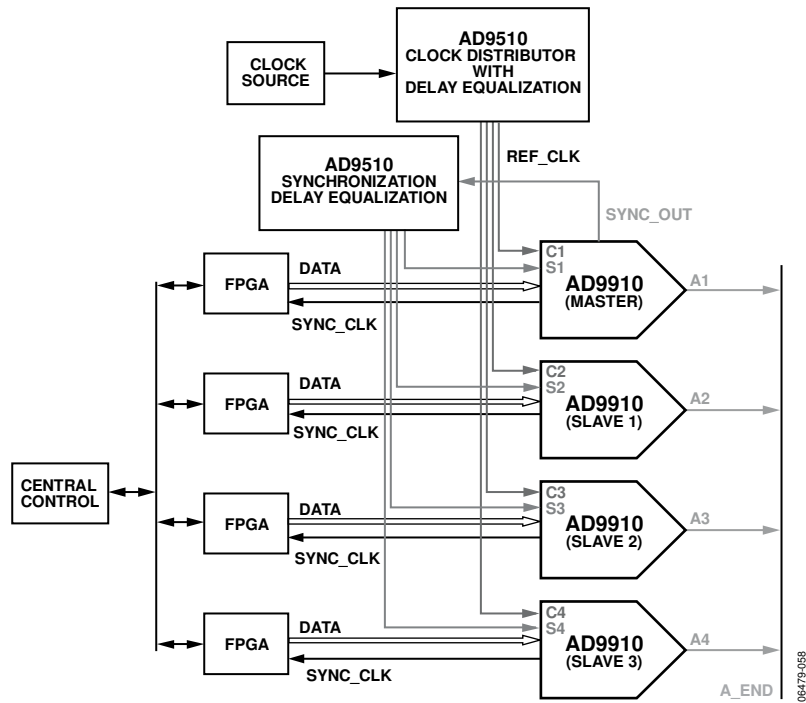 AD9510
CLOCK DISTRIBUTOR
WITH
DELAY EQUALIZATION
CLOCK
SOURCE
REF_CLK
AD9510
SYNCHRONIZATION
DELAY EQUALIZATION
SYNC_OUT
FPGA
DATA
SYNC_CLK
C1
S1
AD9910
(MASTER)
A1
FPGA
DATA
SYNC_CLK
C2
S2
AD9910
(SLAVE 1)
A2
CENTRAL
CONTROL
FPGA
DATA
SYNC_CLK
C3
S3
AD9910
(SLAVE 2)
A3
FPGA
DATA
SYNC_CLK
C4
S4
AD9910
(SLAVE 3)
A4
A_END
06479-058